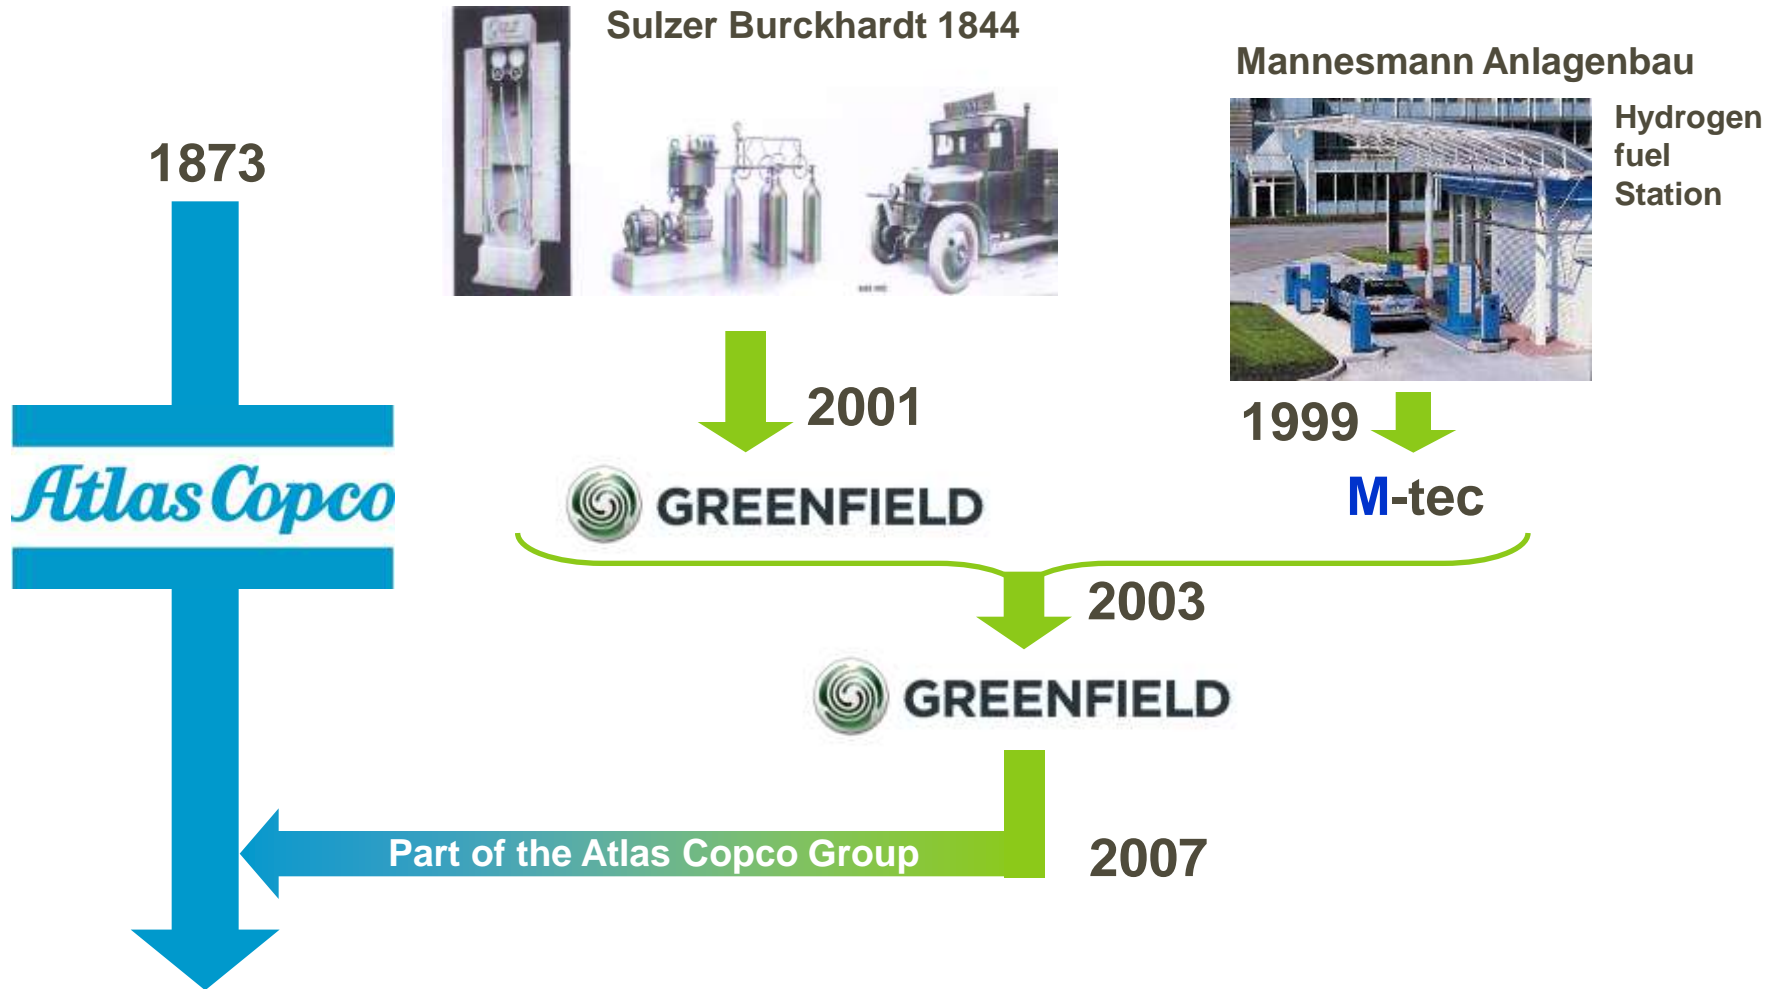 Sulzer Burckhardt 1844
Mannesmann Anlagenbau
Hydrogen
fuel
Station
1873
2001
1999
Atlas Copco
GREENFIELD
M-tec
2003
GREENFIELD
Part of the Atlas Copco Group
2007